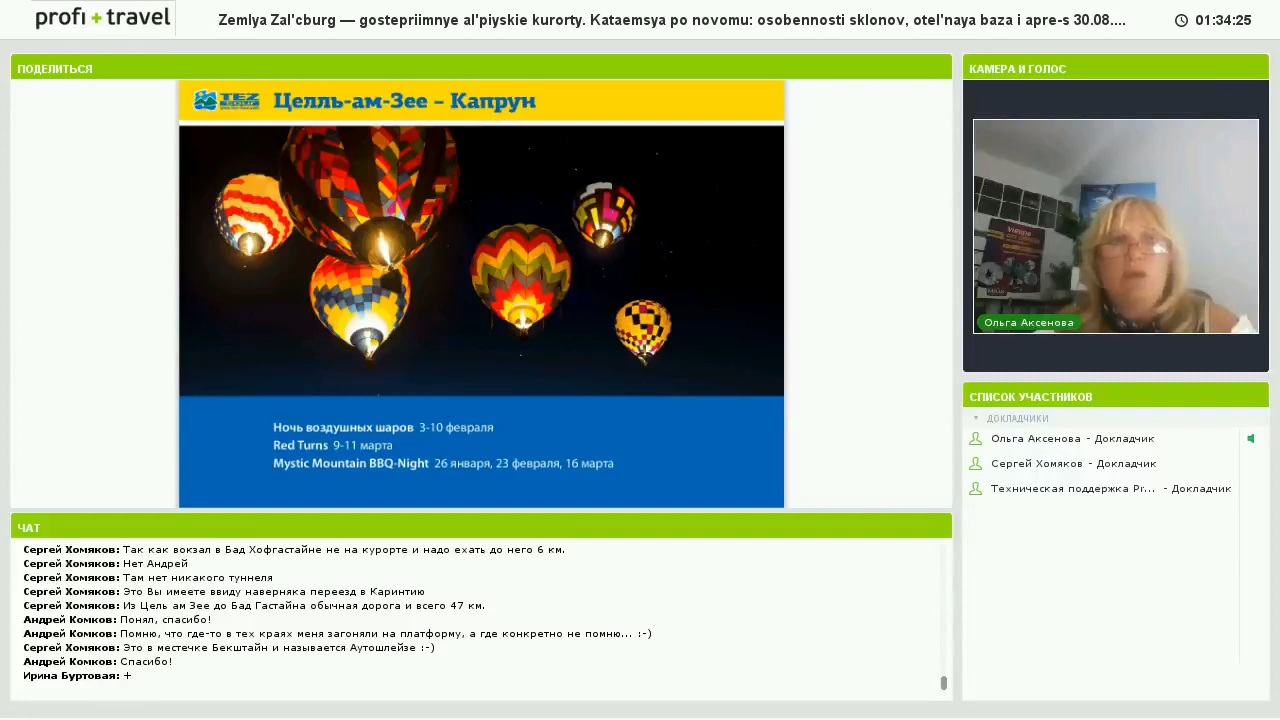 profi + travel
Zemlya Zal'cburg — gostepriimnye al'piyskie kurorty. Kataemsya po novomu: osobennosti sklonov, otel'naya baza i apre-s 30.08....
01:34:25
ПОДЕЛИТЬСЯ
TEZ
Целль-ам-Зее – Капрун
Ночь воздушных шаров 3-10 февраля
Red Turns 9-11 марта
Mystic Mountain BBQ-Night 26 января, 23 февраля, 16 марта
КАМЕРА И ГОЛОС
Ольга Аксенова
СПИСОК УЧАСТНИКОВ
ДОКЛАДЧИКИ
Ольга Аксенова - Докладчик
Сергей Хомяков - Докладчик
Техническая поддержка Pr... - Докладчик
ЧАТ
Сергей Хомяков: Так как вокзал в Бад Хофгастайне не на курорте и надо ехать до него 6 км.
Сергей Хомяков: Нет Андрей
Сергей Хомяков: Там нет никакого туннеля
Сергей Хомяков: Это Вы имеете ввиду наверняка переезд в Каринтию
Сергей Хомяков: Из Цель ам Зее до Бад Гастайна обычная дорога и всего 47 км.
Андрей Комков: Понял, спасибо!
Андрей Комков: Помню, что где-то в тех краях меня загоняли на платформу, а где конкретно не помню... :-)
Сергей Хомяков: Это в местечке Бекштайн и называется Аутошлейзе :-)
Андрей Комков: Спасибо!
Ирина Буртовая: +